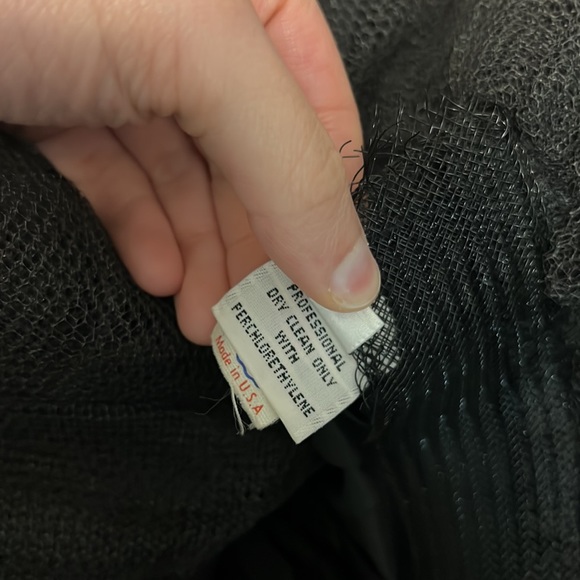 PROFESSIONAL
DRY CLEAN ONLY
WITH
PERCHLORETHYLENE
Made in U.S.A